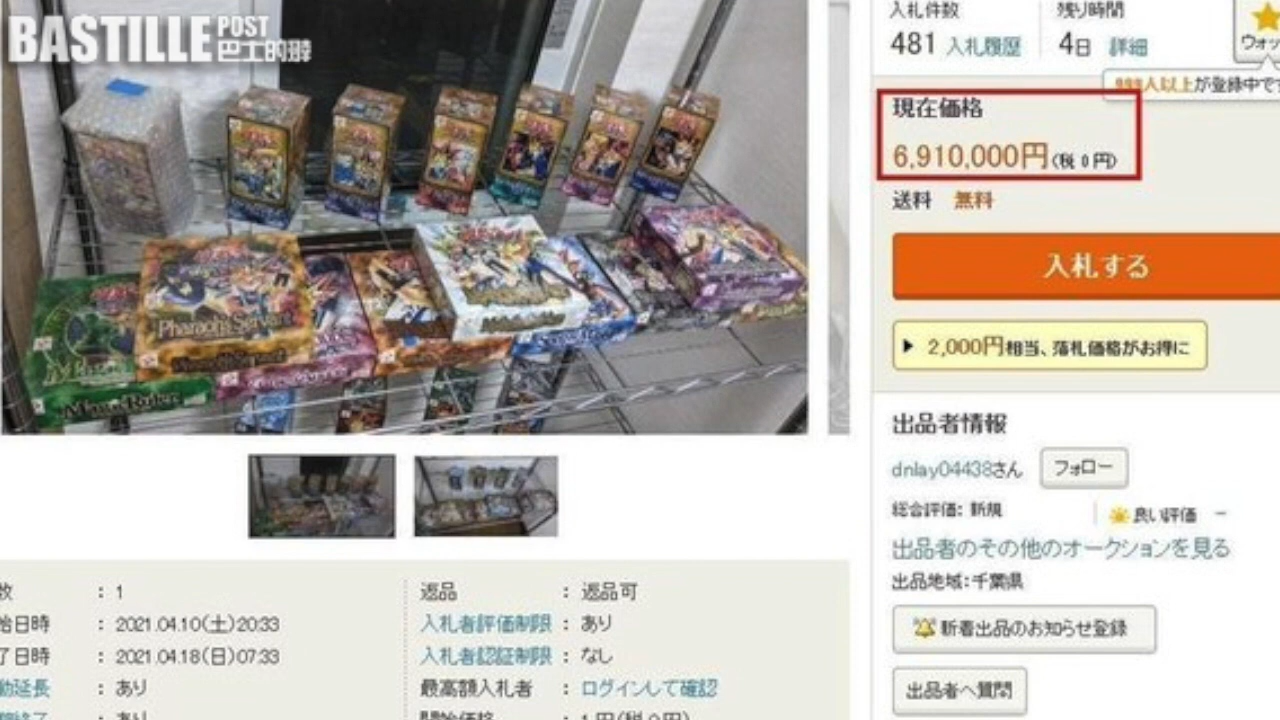 BASTILLE POST
巴士的報
Pharaoh's Servant
入札件数
残り時間
481 入札履歴
4日 詳細
ウォッ
人以上が登録中です
現在価格
6,910,000円(税 0 円)
送料 無料
入札する
2,000円相当、落札価格がお得に
出品者情報
dnlay04438さん
フォロー
総合評価: 新規
良い評価 -
出品者のその他のオークションを見る
出品地域:千葉県
新着出品のお知らせ登録
出品者へ質問
数 : 1
始日時 : 2021.04.10(土)20:33
了日時 : 2021.04.18(日)07:33
動延長 : あり
返品 : 返品可
入札者評価制限 : あり
入札者認証制限 : なし
最高額入札者 : ログインして確認
開始価格 : 1 円(税 0 円)